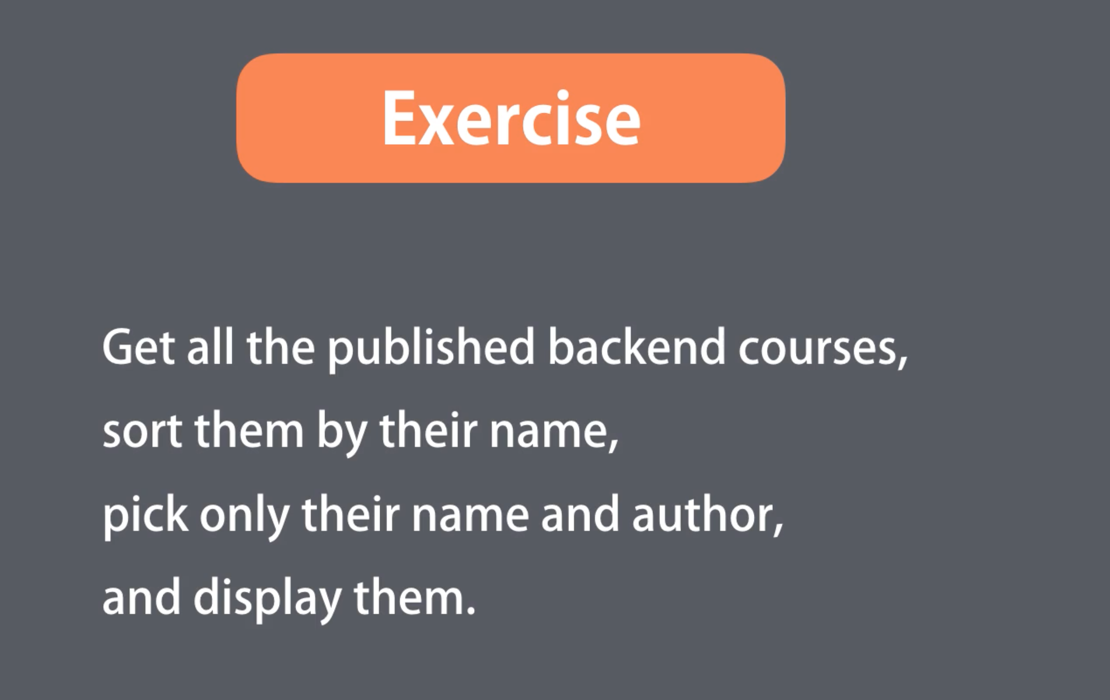 Exercise
Get all the published backend courses,
sort them by their name,
pick only their name and author,
and display them.